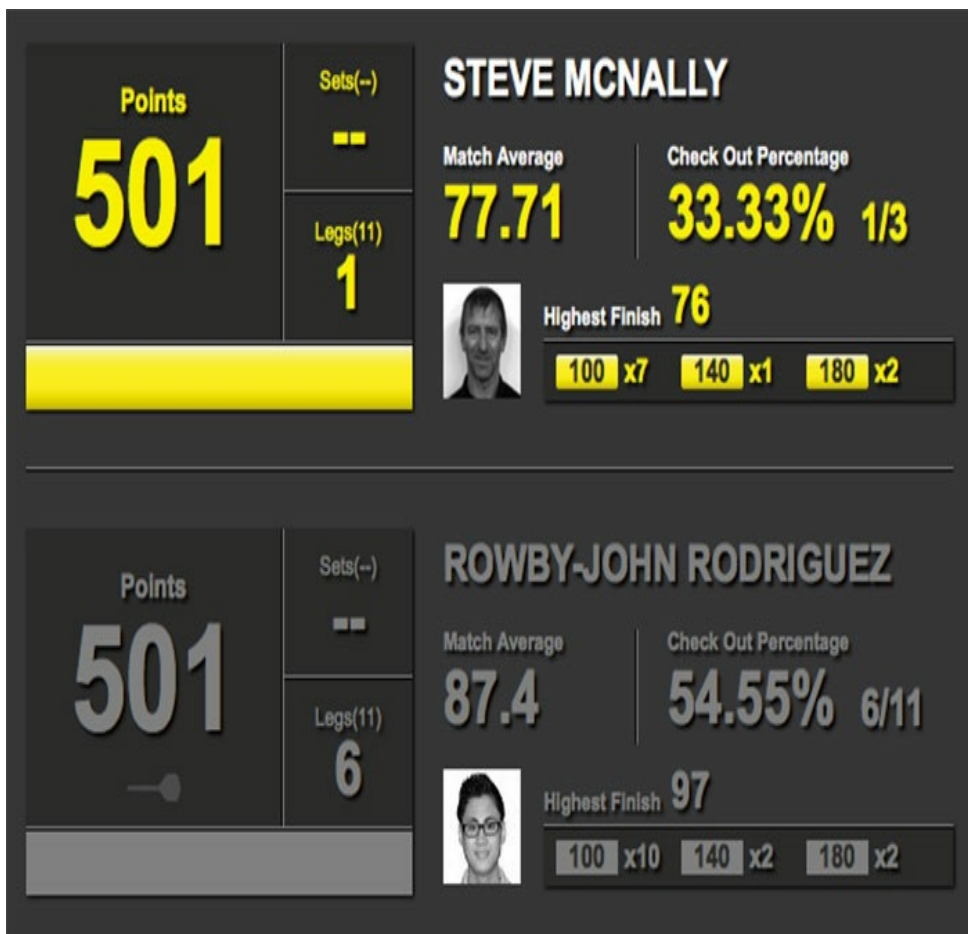 STEVE MCNALLY
Points
501
Sets(--)
--
Legs(11)
1
Match Average
77.71
Check Out Percentage
33.33% 1/3
Highest Finish 76
100 x7 140 x1 180 x2
ROWBY-JOHN RODRIGUEZ
Points
501
Sets(--)
--
Legs(11)
6
Match Average
87.4
Check Out Percentage
54.55% 6/11
Highest Finish 97
100 x10 140 x2 180 x2